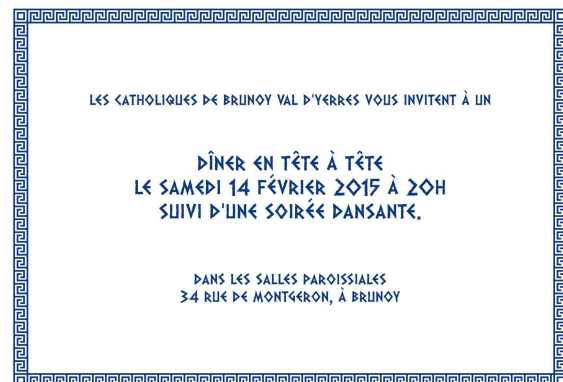 LES CATHOLIQUES DE BRUNOY VAL D'YERRES VOUS INVITENT À UN
DÎNER EN TÊTE À TÊTE
LE SAMEDI 14 FÉVRIER 2015 À 20H
SUIVI D'UNE SOIRÉE DANSANTE.
DANS LES SALLES PAROISSIALES
34 RUE DE MONTGERON, À BRUNOY